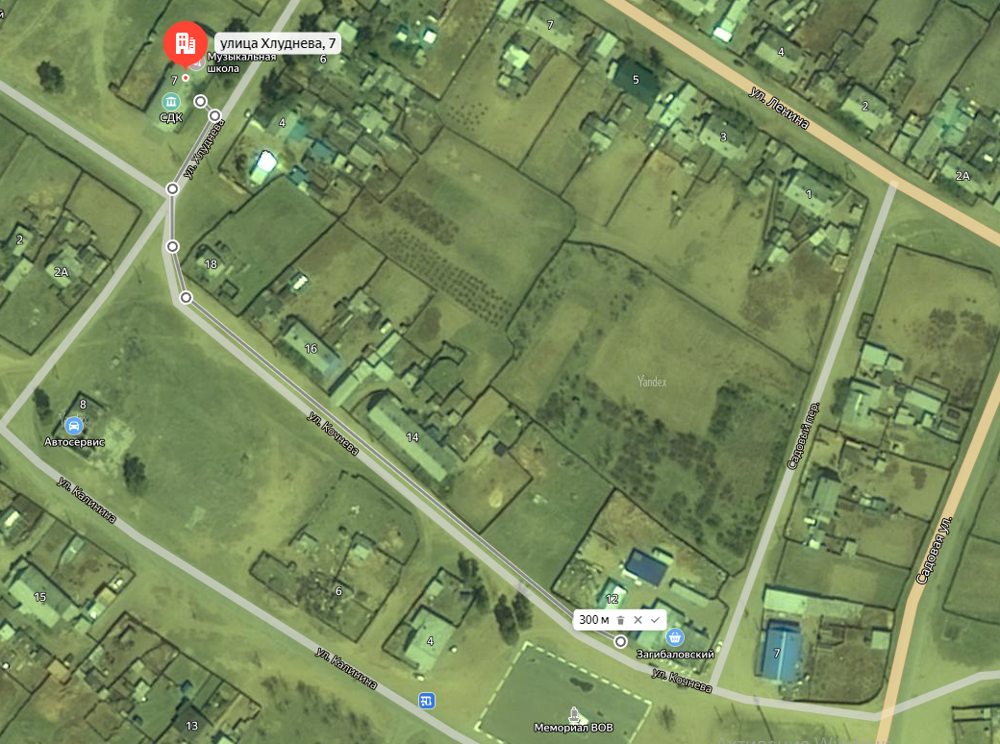 й
улица Хлуднева, 7
Музыкальная
школа
6
7
СДК
4
ул. Хлуднева
7
4
5
ул. Ленина
2
3
2А
1
2
2А
18
16
Yandex
8
Автосервис
ул. Кочнева
14
Садовый пер.
ул. Калинина
Садовая ул.
15
6
12
300 м
4
Загибаловский
7
ул. Калинина
ул. Кочнева
13
Мемориал ВОВ